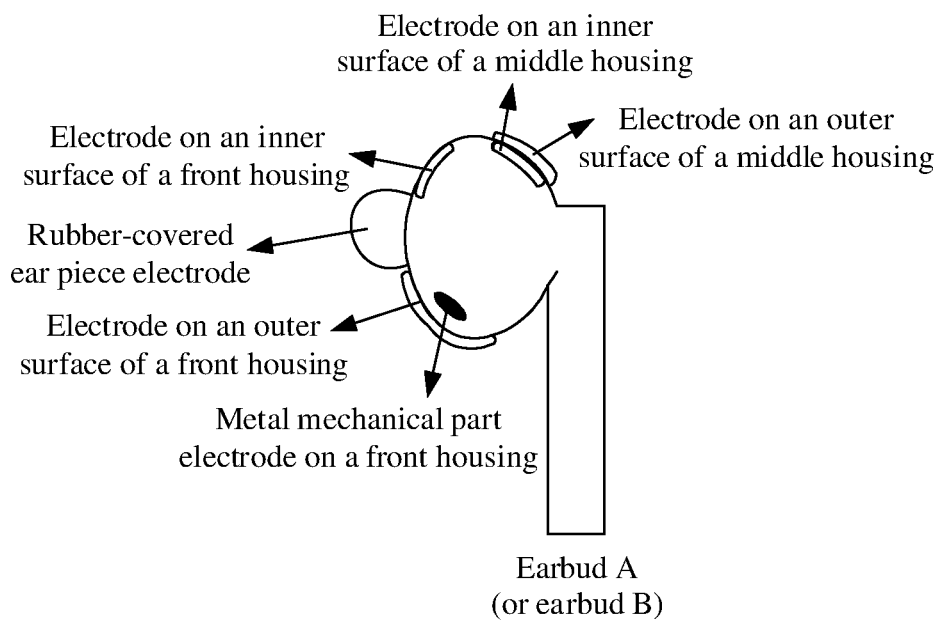 Electrode on an inner
surface of a middle housing
Electrode on an outer
surface of a middle housing
Electrode on an inner
surface of a front housing
Rubber-covered
ear piece electrode
Electrode on an outer
surface of a front housing
Metal mechanical part
electrode on a front housing
Earbud A
(or earbud B)